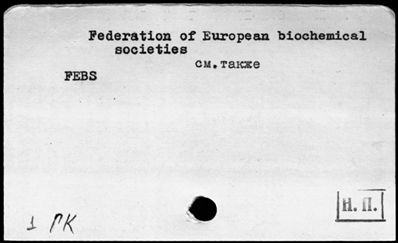 Federation of European biochemical
societies
см.также
FEBS
Н. П.
1 РК